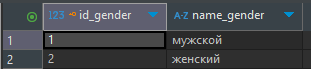 123 id_gender A-Z name_gender
1 1 мужской
2 2 женский